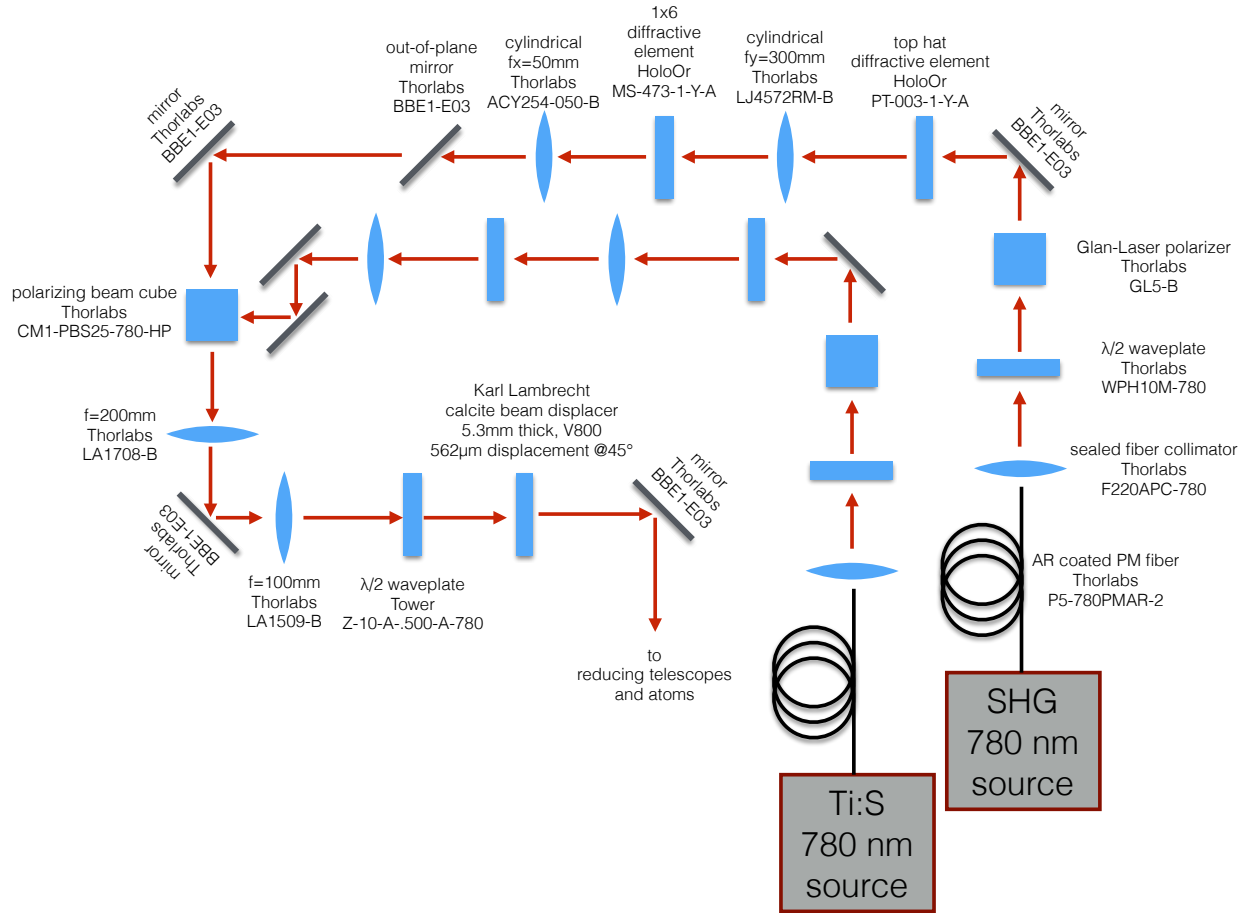 1x6
diffractive
element
HoloOr
MS-473-1-Y-A
cylindrical
fx=50mm
Thorlabs
ACY254-050-B
cylindrical
fy=300mm
Thorlabs
LJ4572RM-B
top hat
diffractive element
HoloOr
PT-003-1-Y-A
out-of-plane
mirror
Thorlabs
BBE1-E03
mirror
Thorlabs
BBE1-E03
mirror
Thorlabs
BBE1-E03
Glan-Laser polarizer
Thorlabs
GL5-B
polarizing beam cube
Thorlabs
CM1-PBS25-780-HP
λ/2 waveplate
Thorlabs
WPH10M-780
f=200mm
Thorlabs
LA1708-B
Karl Lambrecht
calcite beam displacer
5.3mm thick, V800
562µm displacement @45°
mirror
Thorlabs
BBE1-E03
sealed fiber collimator
Thorlabs
F220APC-780
mirror
Thorlabs
BBE1-E03
f=100mm
Thorlabs
LA1509-B
λ/2 waveplate
Tower
Z-10-A-.500-A-780
AR coated PM fiber
Thorlabs
P5-780PMAR-2
to
reducing telescopes
and atoms
SHG
780 nm
source
Ti:S
780 nm
source